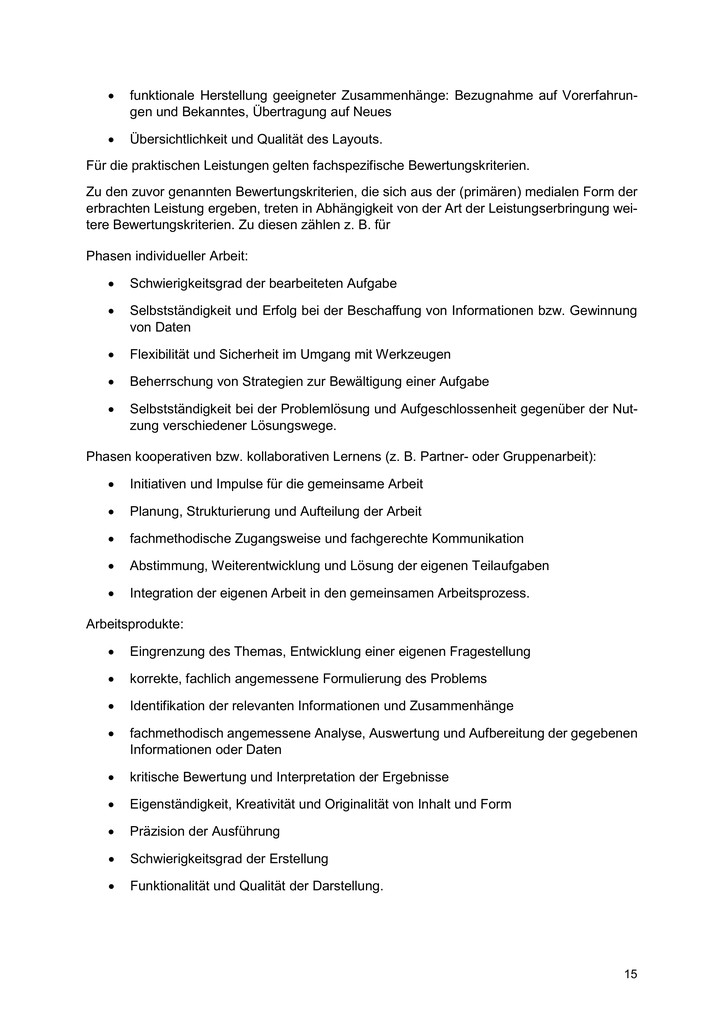 • funktionale Herstellung geeigneter Zusammenhänge: Bezugnahme auf Vorerfahrun-
gen und Bekanntes, Übertragung auf Neues
• Übersichtlichkeit und Qualität des Layouts.
Für die praktischen Leistungen gelten fachspezifische Bewertungskriterien.
Zu den zuvor genannten Bewertungskriterien, die sich aus der (primären) medialen Form der
erbrachten Leistung ergeben, treten in Abhängigkeit von der Art der Leistungserbringung wei-
tere Bewertungskriterien. Zu diesen zählen z. B. für
Phasen individueller Arbeit:
• Schwierigkeitsgrad der bearbeiteten Aufgabe
• Selbstständigkeit und Erfolg bei der Beschaffung von Informationen bzw. Gewinnung
von Daten
• Flexibilität und Sicherheit im Umgang mit Werkzeugen
• Beherrschung von Strategien zur Bewältigung einer Aufgabe
• Selbstständigkeit bei der Problemlösung und Aufgeschlossenheit gegenüber der Nut-
zung verschiedener Lösungswege.
Phasen kooperativen bzw. kollaborativen Lernens (z. B. Partner- oder Gruppenarbeit):
• Initiativen und Impulse für die gemeinsame Arbeit
• Planung, Strukturierung und Aufteilung der Arbeit
• fachmethodische Zugangsweise und fachgerechte Kommunikation
• Abstimmung, Weiterentwicklung und Lösung der eigenen Teilaufgaben
• Integration der eigenen Arbeit in den gemeinsamen Arbeitsprozess.
Arbeitsprodukte:
• Eingrenzung des Themas, Entwicklung einer eigenen Fragestellung
• korrekte, fachlich angemessene Formulierung des Problems
• Identifikation der relevanten Informationen und Zusammenhänge
• fachmethodisch angemessene Analyse, Auswertung und Aufbereitung der gegebenen
Informationen oder Daten
• kritische Bewertung und Interpretation der Ergebnisse
• Eigenständigkeit, Kreativität und Originalität von Inhalt und Form
• Präzision der Ausführung
• Schwierigkeitsgrad der Erstellung
• Funktionalität und Qualität der Darstellung.
15